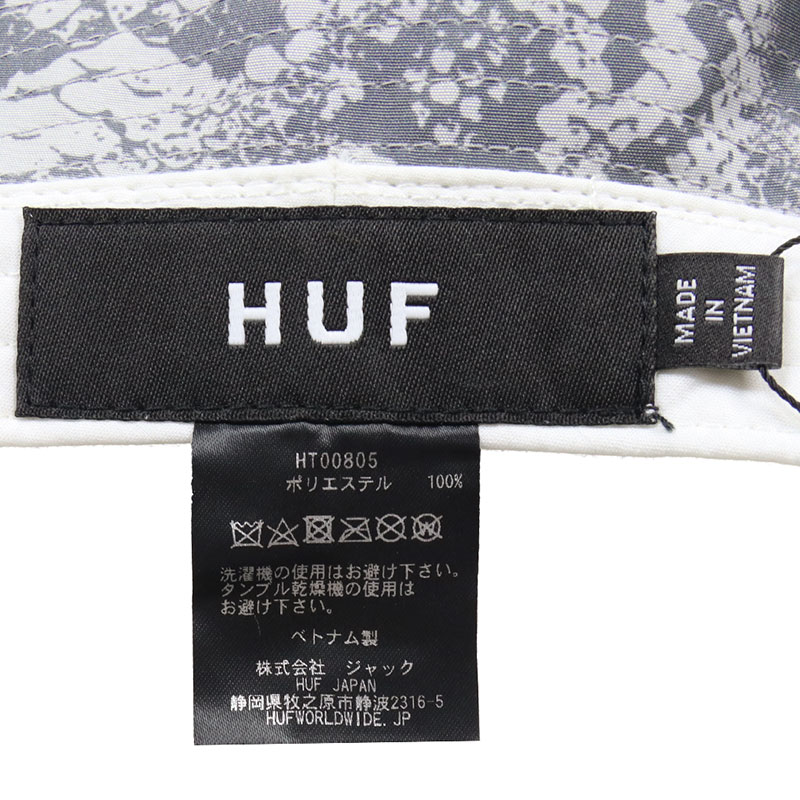 HUF
MADE
IN
VIETNAM
HT00805
ポリエステル 100%
洗濯機の使用はお避け下さい。
タンブル乾燥機の使用は
お避け下さい。
ベトナム製
株式会社 ジャック
HUF JAPAN
静岡県牧之原市静波2316-5
HUFWORLDWIDE.JP